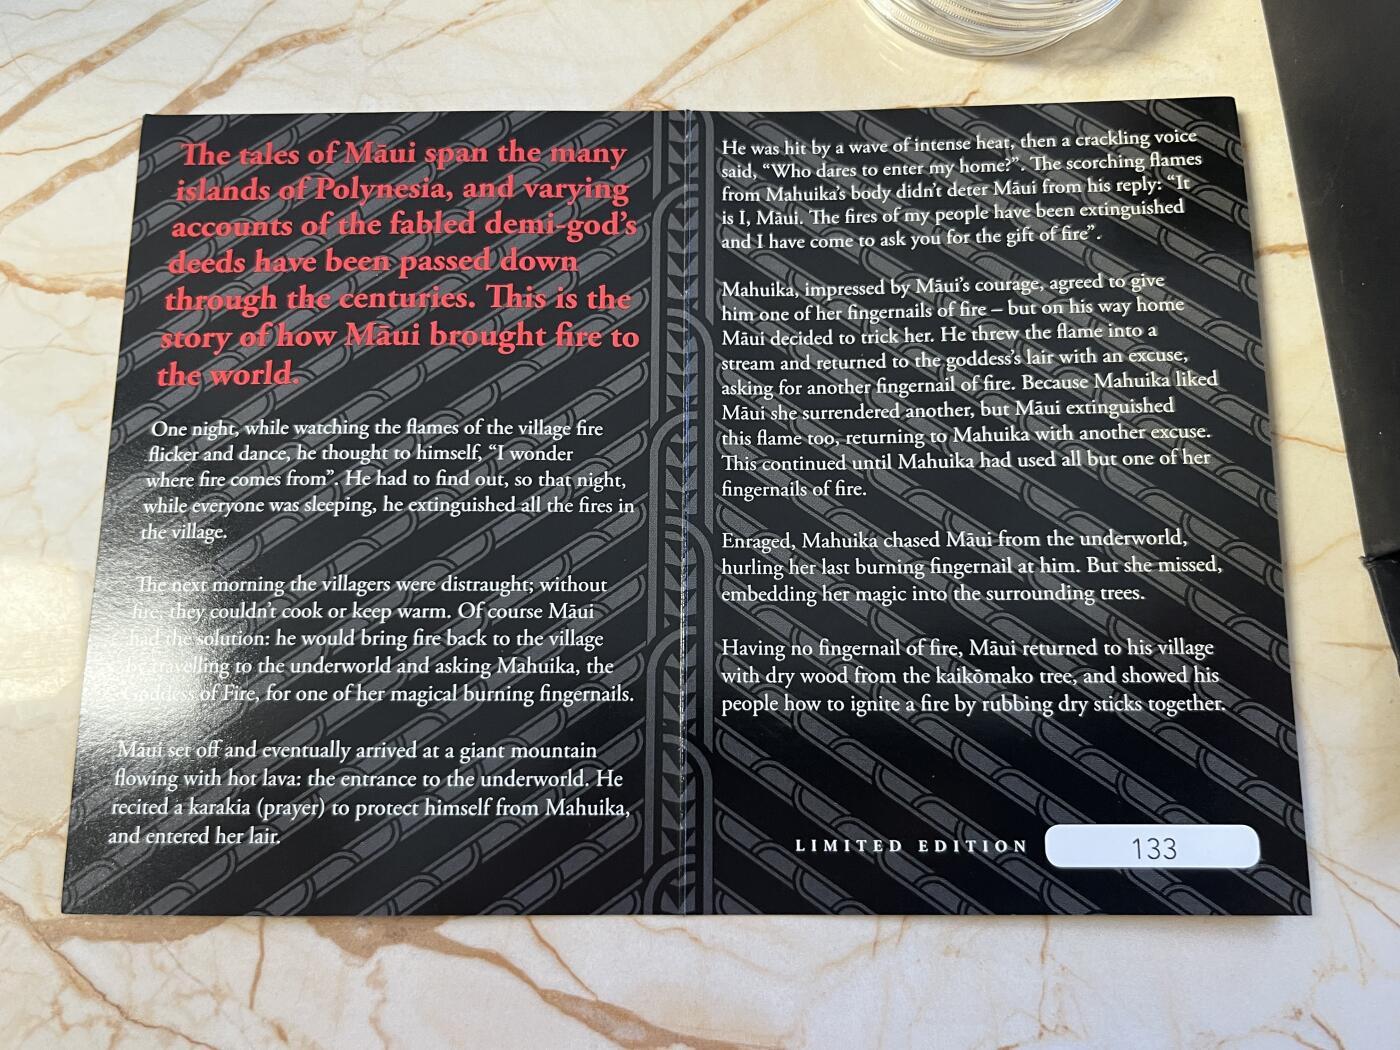 The tales of Māui span the many
islands of Polynesia, and varying
accounts of the fabled demi-god's
deeds have been passed down
through the centuries. This is the
story of how Māui brought fire to
the world.
One night, while watching the flames of the village fire
flicker and dance, he thought to himself, “I wonder
where fire comes from”. He had to find out, so that night,
while everyone was sleeping, he extinguished all the fires in
the village.
The next morning the villagers were distraught; without
fire, they couldn't cook or keep warm. Of course Māui
had the solution: he would bring fire back to the village
by travelling to the underworld and asking Mahuika, the
Goddess of Fire, for one of her magical burning fingernails.
Māui set off and eventually arrived at a giant mountain
flowing with hot lava: the entrance to the underworld. He
recited a karakia (prayer) to protect himself from Mahuika,
and entered her lair.
He was hit by a wave of intense heat, then a crackling voice
said, “Who dares to enter my home?”. The scorching flames
from Mahuika's body didn't deter Māui from his reply: “It
is I, Māui. The fires of my people have been extinguished
and I have come to ask you for the gift of fire”.
Mahuika, impressed by Māui's courage, agreed to give
him one of her fingernails of fire – but on his way home
Māui decided to trick her. He threw the flame into a
stream and returned to the goddess's lair with an excuse,
asking for another fingernail of fire. Because Mahuika liked
Māui she surrendered another, but Māui extinguished
this flame too, returning to Mahuika with another excuse.
This continued until Mahuika had used all but one of her
fingernails of fire.
Enraged, Mahuika chased Māui from the underworld,
hurling her last burning fingernail at him. But she missed,
embedding her magic into the surrounding trees.
Having no fingernail of fire, Māui returned to his village
with dry wood from the kaikōmako tree, and showed his
people how to ignite a fire by rubbing dry sticks together.
LIMITED EDITION 133